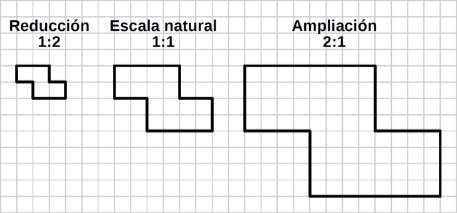 Reducción
1:2
Escala natural
1:1
Ampliación
2:1